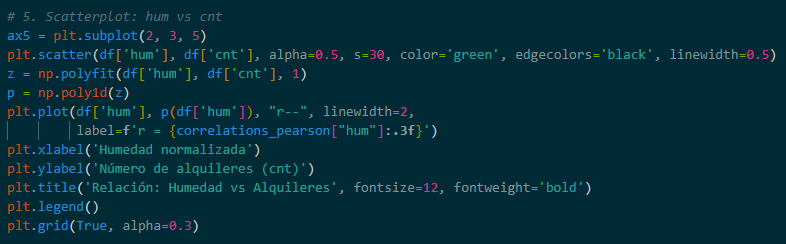 # 5. Scatterplot: hum vs cnt
ax5 = plt.subplot(2, 3, 5)
plt.scatter(df['hum'], df['cnt'], alpha=0.5, s=30, color='green', edgecolors='black', linewidth=0.5)
z = np.polyfit(df['hum'], df['cnt'], 1)
p = np.poly1d(z)
plt.plot(df['hum'], p(df['hum']), "r--", linewidth=2,
         label=f'r = {correlations_pearson["hum"]:.3f}')
plt.xlabel('Humedad normalizada')
plt.ylabel('Número de alquileres (cnt)')
plt.title('Relación: Humedad vs Alquileres', fontsize=12, fontweight='bold')
plt.legend()
plt.grid(True, alpha=0.3)